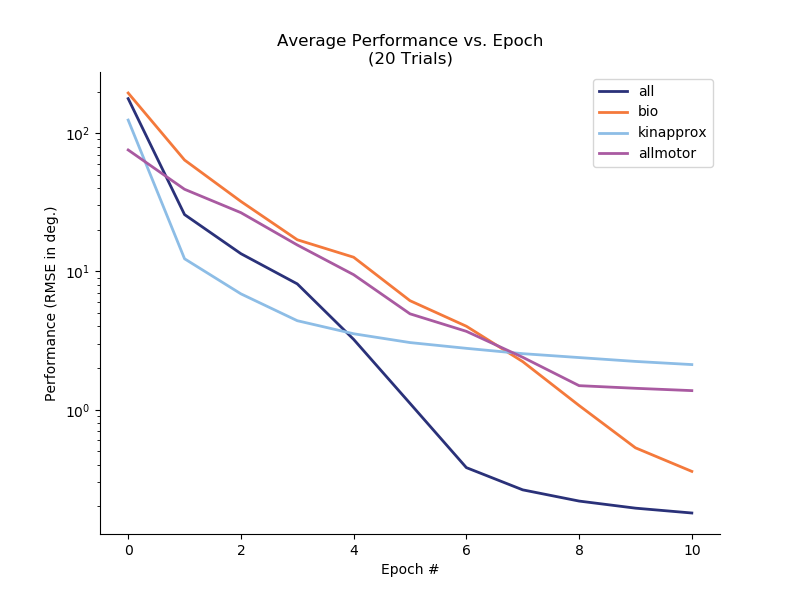 Average Performance vs. Epoch
(20 Trials)
all
bio
kinapprox
allmotor
Performance (RMSE in deg.)
10²
10¹
10⁰
0 2 4 6 8 10
Epoch #